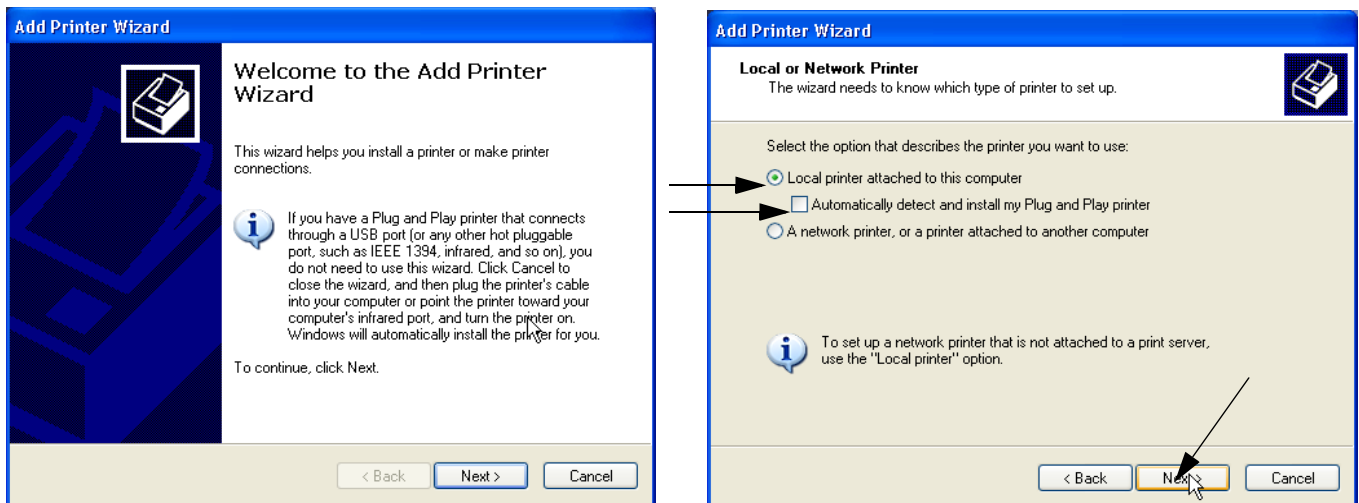 Add Printer Wizard
Welcome to the Add Printer
Wizard
This wizard helps you install a printer or make printer
connections.
If you have a Plug and Play printer that connects
through a USB port (or any other hot pluggable
port, such as IEEE 1394, infrared, and so on), you
do not need to use this wizard. Click Cancel to
close the wizard, and then plug the printer's cable
into your computer or point the printer toward your
computer's infrared port, and turn the printer on.
Windows will automatically install the printer for you.
To continue, click Next.
< Back
Next >
Cancel
Add Printer Wizard
Local or Network Printer
The wizard needs to know which type of printer to set up.
Select the option that describes the printer you want to use:
Local printer attached to this computer
Automatically detect and install my Plug and Play printer
A network printer, or a printer attached to another computer
To set up a network printer that is not attached to a print server,
use the "Local printer" option.
< Back
Next >
Cancel